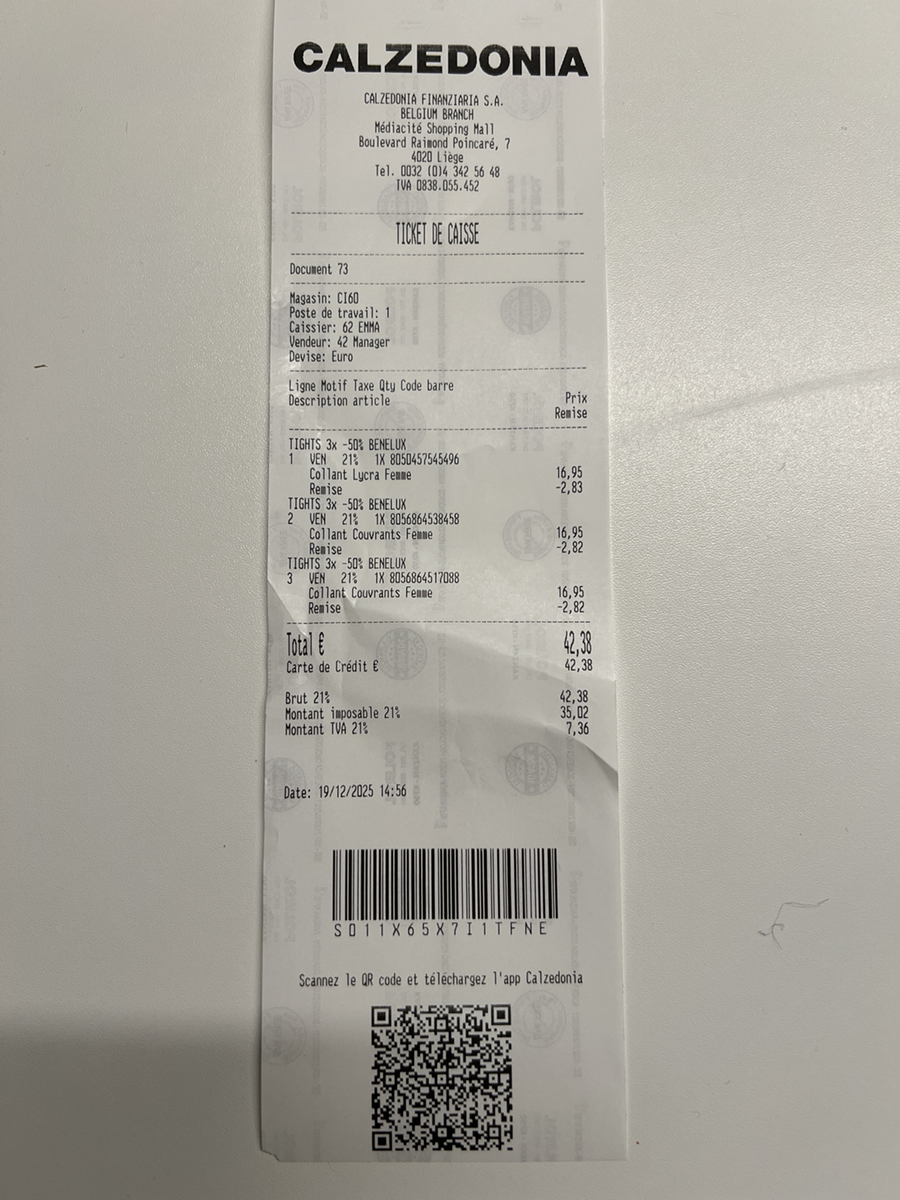 CALZEDONIA
CALZEDONIA FINANZIARIA S.A.
BELGIUM BRANCH
Médiacité Shopping Mall
Boulevard Raimond Poincaré, 7
4020 Liège
Tel. 0032 (0)4 342 56 48
TVA 0838.055.452
TICKET DE CAISSE
Document 73
Magasin: CI60
Poste de travail: 1
Caissier: 62 EMMA
Vendeur: 42 Manager
Devise: Euro
Ligne Motif Taxe Qty Code barre
Description article Prix
Remise
TIGHTS 3x -50% BENELUX
1 VEN 21% 1X 8050457545496
Collant Lycra Femme 16,95
Remise -2,83
TIGHTS 3x -50% BENELUX
2 VEN 21% 1X 8056864538458
Collant Couvrants Femme 16,95
Remise -2,82
TIGHTS 3x -50% BENELUX
3 VEN 21% 1X 8056864517088
Collant Couvrants Femme 16,95
Remise -2,82
Total € 42,38
Carte de Crédit € 42,38
Brut 21% 42,38
Montant imposable 21% 35,02
Montant TVA 21% 7,36
Date: 19/12/2025 14:56
S011X65X7I1TFNE
Scannez le QR code et téléchargez l'app Calzedonia